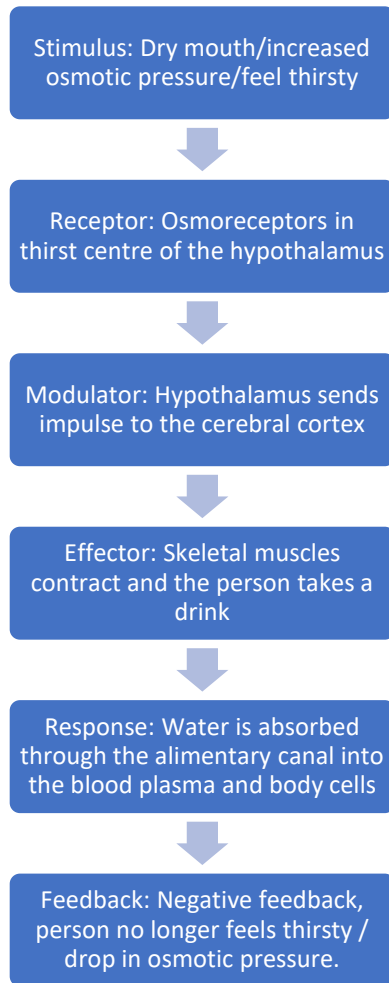 Stimulus: Dry mouth/increased
osmotic pressure/feel thirsty
Receptor: Osmoreceptors in
thirst centre of the hypothalamus
Modulator: Hypothalamus sends
impulse to the cerebral cortex
Effector: Skeletal muscles
contract and the person takes a
drink
Response: Water is absorbed
through the alimentary canal into
the blood plasma and body cells
Feedback: Negative feedback,
person no longer feels thirsty /
drop in osmotic pressure.